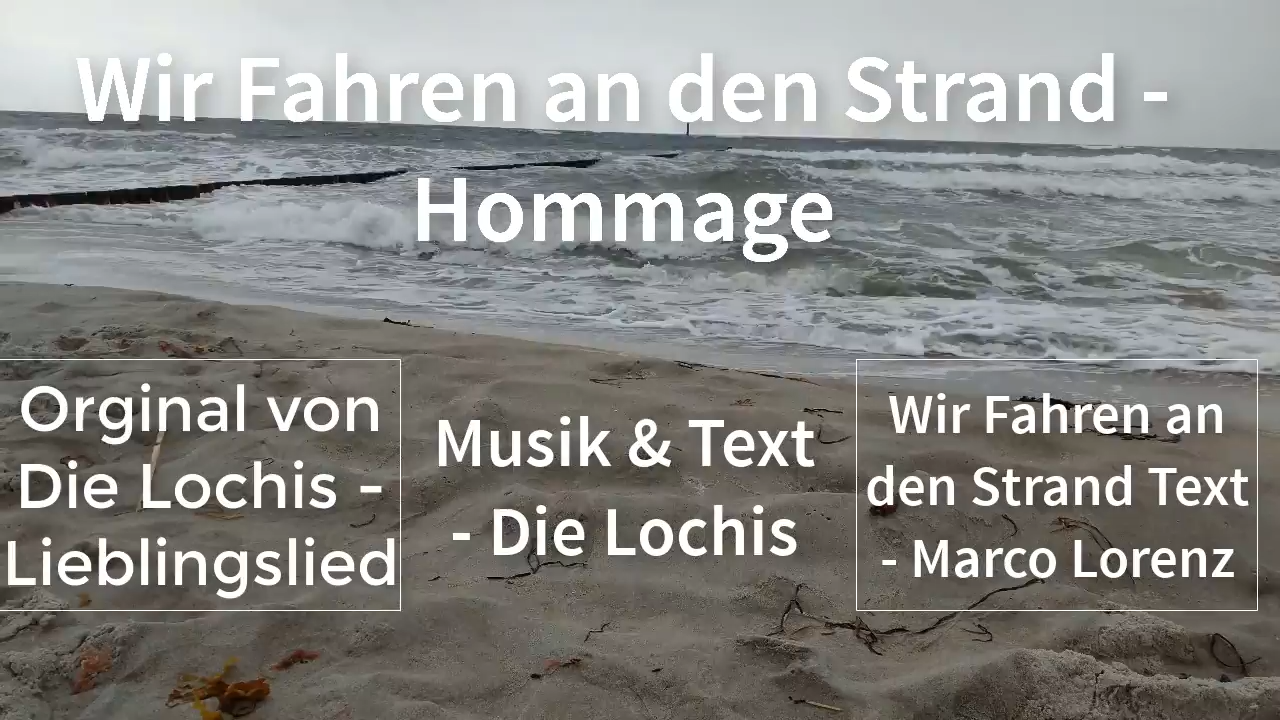 Wir Fahren an den Strand -
Hommage
Orginal von
Die Lochis -
Lieblingslied
Musik & Text
- Die Lochis
Wir Fahren an
den Strand Text
- Marco Lorenz